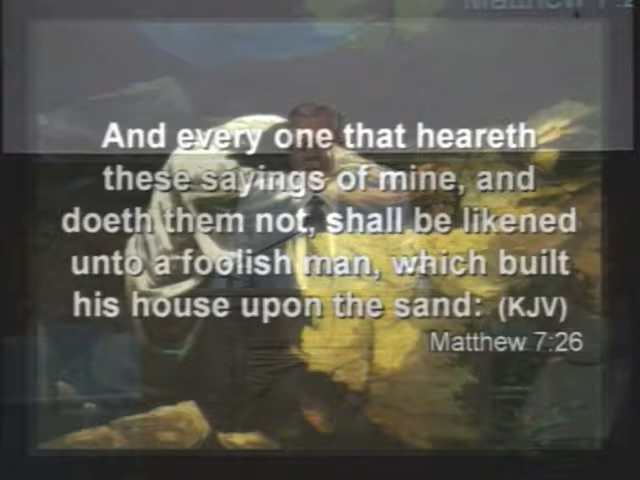 And every one that heareth
these sayings of mine, and
doeth them not, shall be likened
unto a foolish man, which built
his house upon the sand: (KJV)
Matthew 7:26